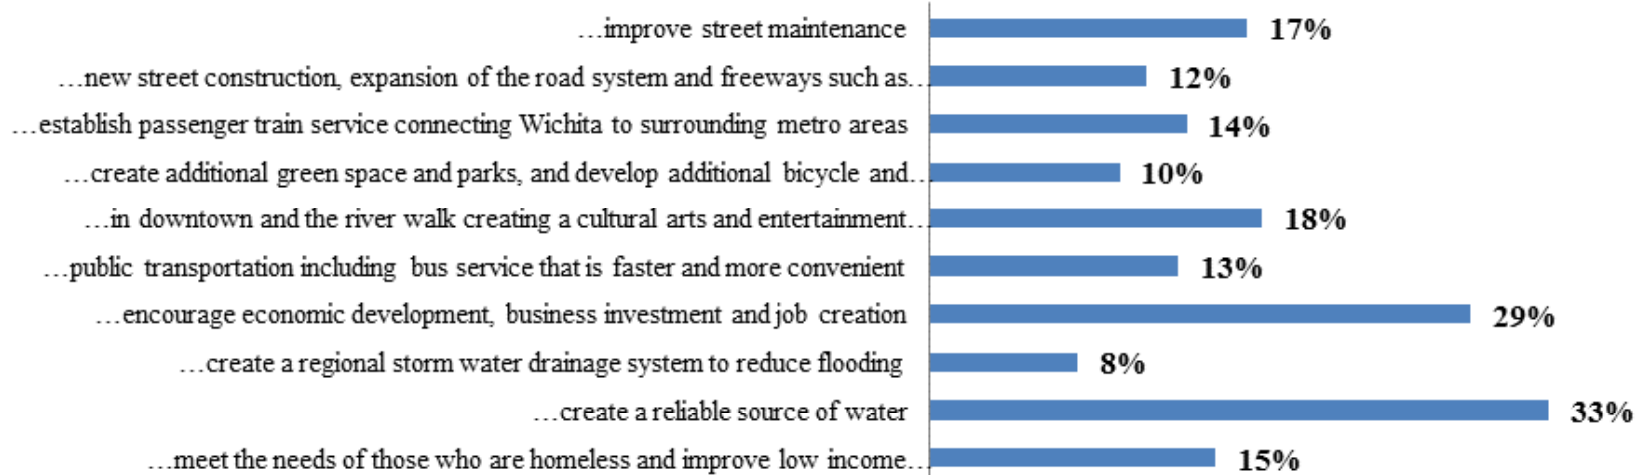 …improve street maintenance 17%
…new street construction, expansion of the road system and freeways such as… 12%
…establish passenger train service connecting Wichita to surrounding metro areas 14%
…create additional green space and parks, and develop additional bicycle and… 10%
…in downtown and the river walk creating a cultural arts and entertainment… 18%
…public transportation including bus service that is faster and more convenient 13%
…encourage economic development, business investment and job creation 29%
…create a regional storm water drainage system to reduce flooding 8%
…create a reliable source of water 33%
…meet the needs of those who are homeless and improve low income… 15%